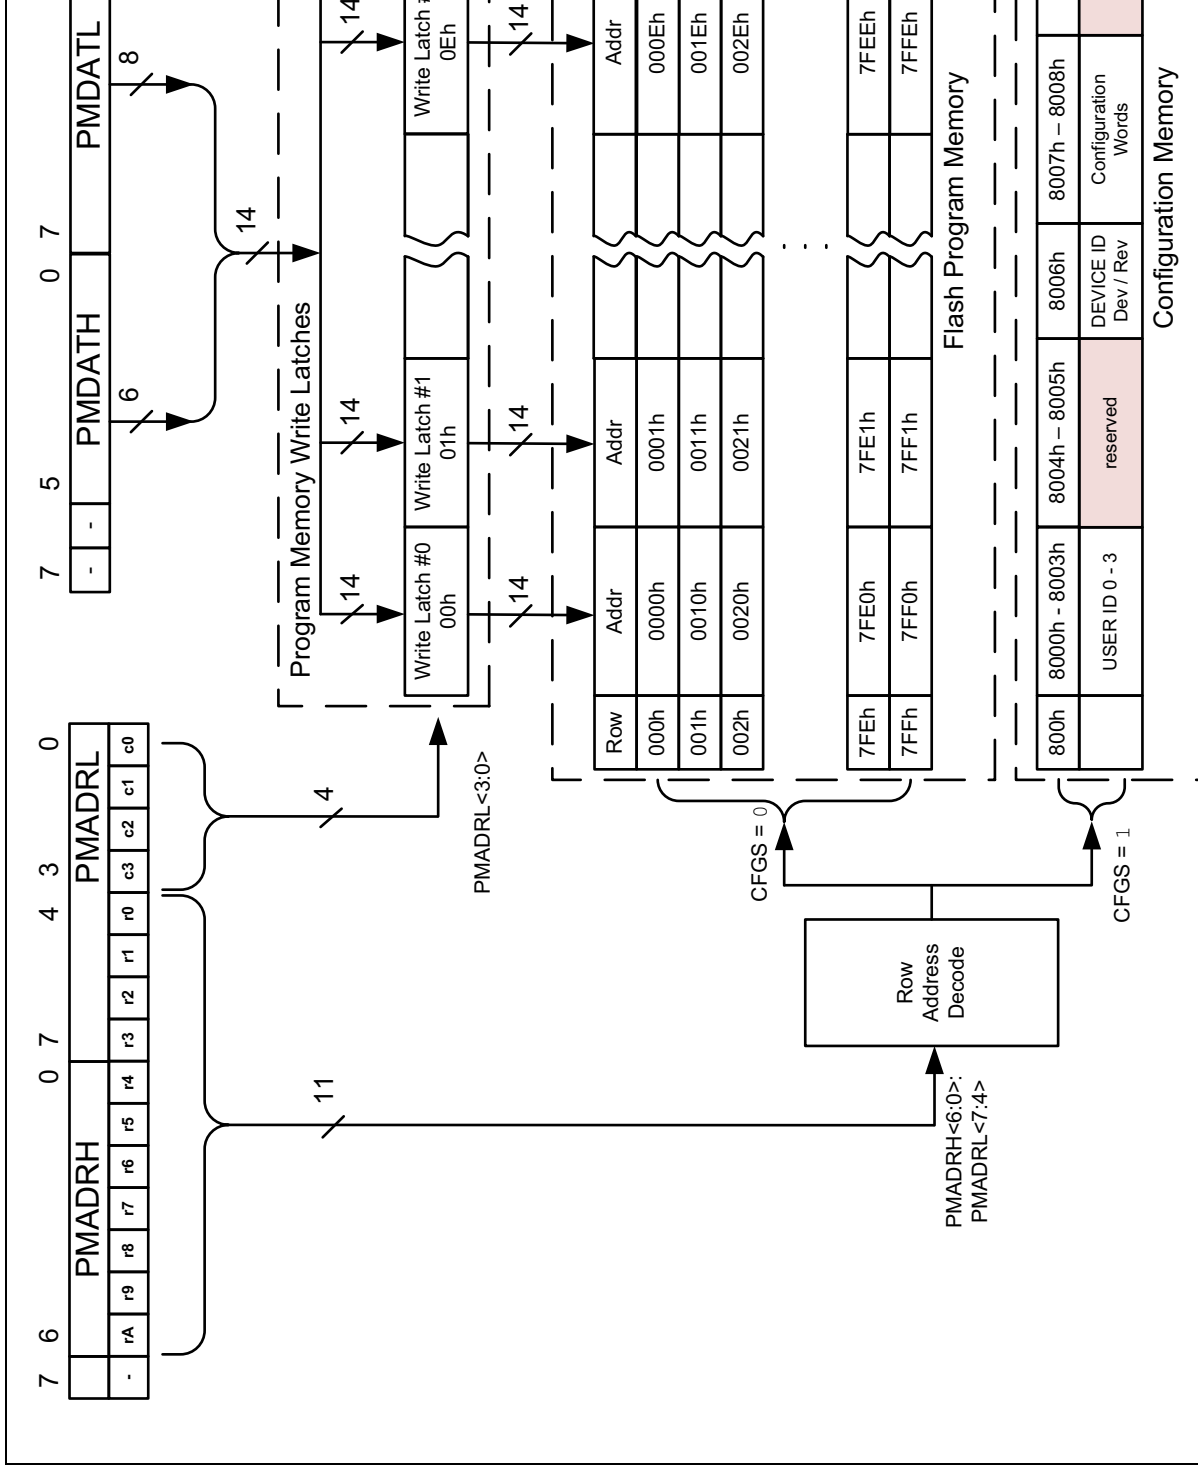 7 6 0 7 4 3 0
PMADRH PMADRL
- rA r9 r8 r7 r6 r5 r4 r3 r2 r1 r0 c3 c2 c1 c0
7 5 0 7
PMDATH PMDATL
- -
6 8
14
11
4
PMADRL<3:0>
Program Memory Write Latches
14 14 14
Write Latch #0
00h
Write Latch #1
01h
Write Latch #
0Eh
14 14 14
Row Addr Addr Addr
000h 0000h 0001h 000Eh
001h 0010h 0011h 001Eh
002h 0020h 0021h 002Eh
7FEh 7FE0h 7FE1h 7FEEh
7FFh 7FF0h 7FF1h 7FFEh
Flash Program Memory
CFGS = 0
Row
Address
Decode
PMADRH<6:0>:
PMADRL<7:4>
CFGS = 1
800h 8000h - 8003h 8004h – 8005h 8006h 8007h – 8008h
USER ID 0 - 3
reserved
DEVICE ID
Dev / Rev
Configuration
Words
Configuration Memory